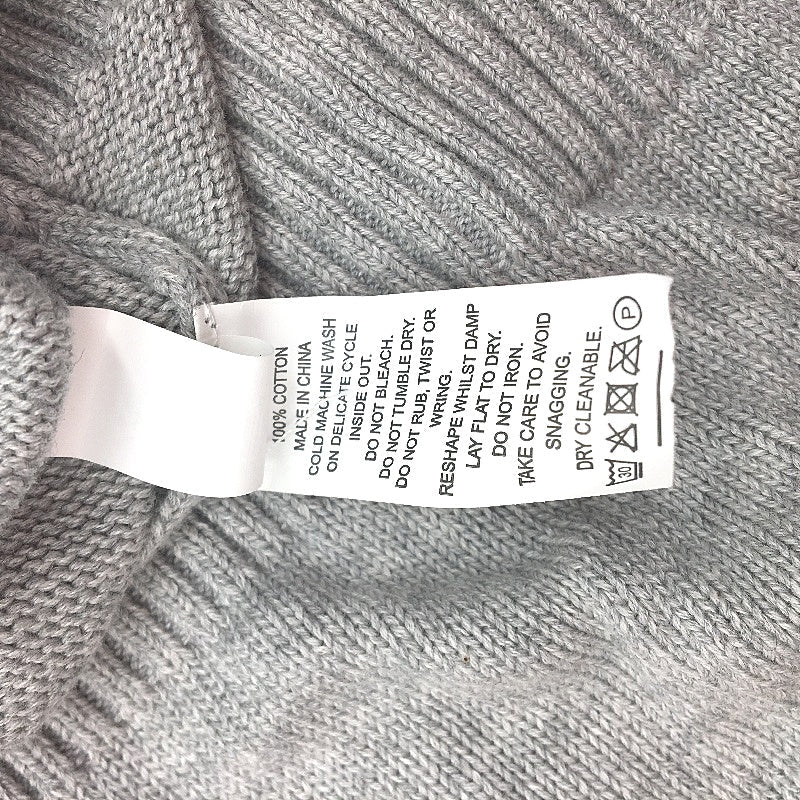 100% COTTON
MADE IN CHINA
COLD MACHINE WASH
ON DELICATE CYCLE
INSIDE OUT.
DO NOT BLEACH.
DO NOT TUMBLE DRY.
DO NOT RUB, TWIST OR
WRING.
RESHAPE WHILST DAMP
LAY FLAT TO DRY.
DO NOT IRON.
TAKE CARE TO AVOID
SNAGGING.
DRY CLEANABLE.
30 P